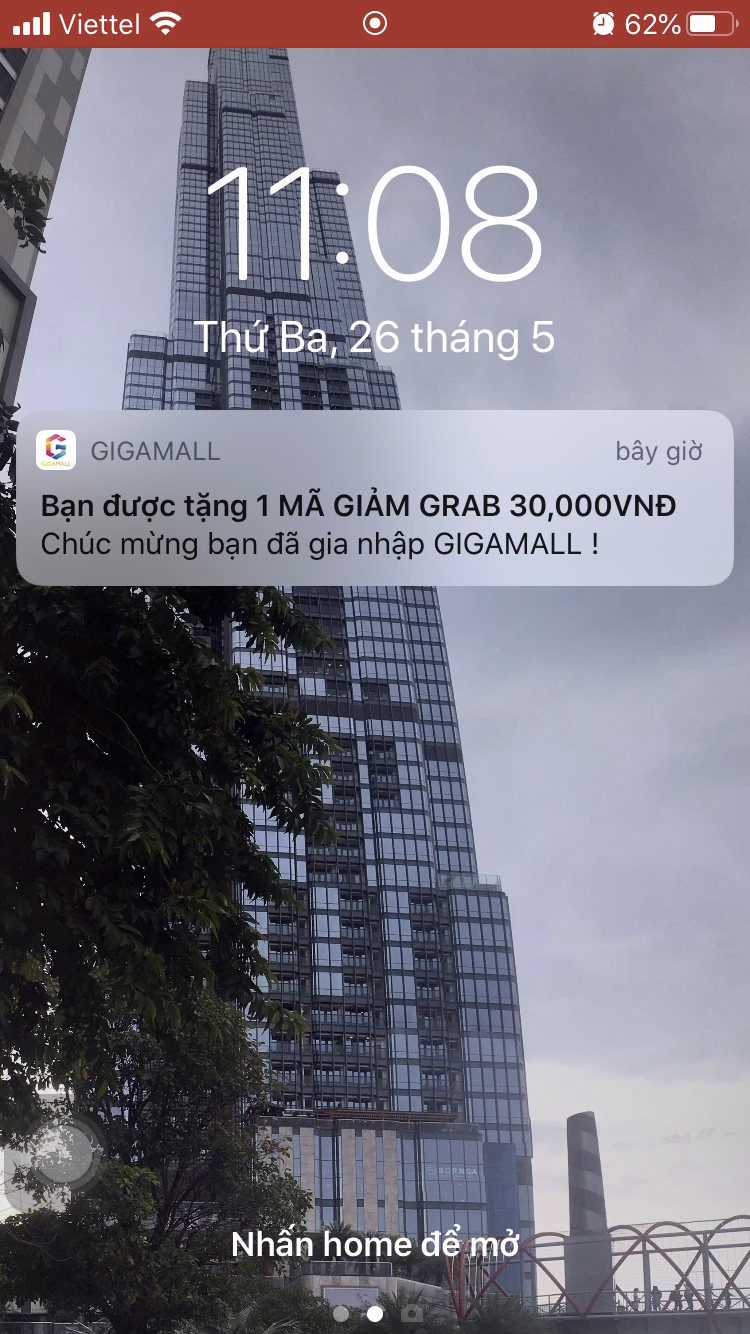 Viettel 62%
11:08
Thứ Ba, 26 tháng 5
GIGAMALL bây giờ
Bạn được tặng 1 MÃ GIẢM GRAB 30,000VNĐ
Chúc mừng bạn đã gia nhập GIGAMALL !
Nhấn home để mở